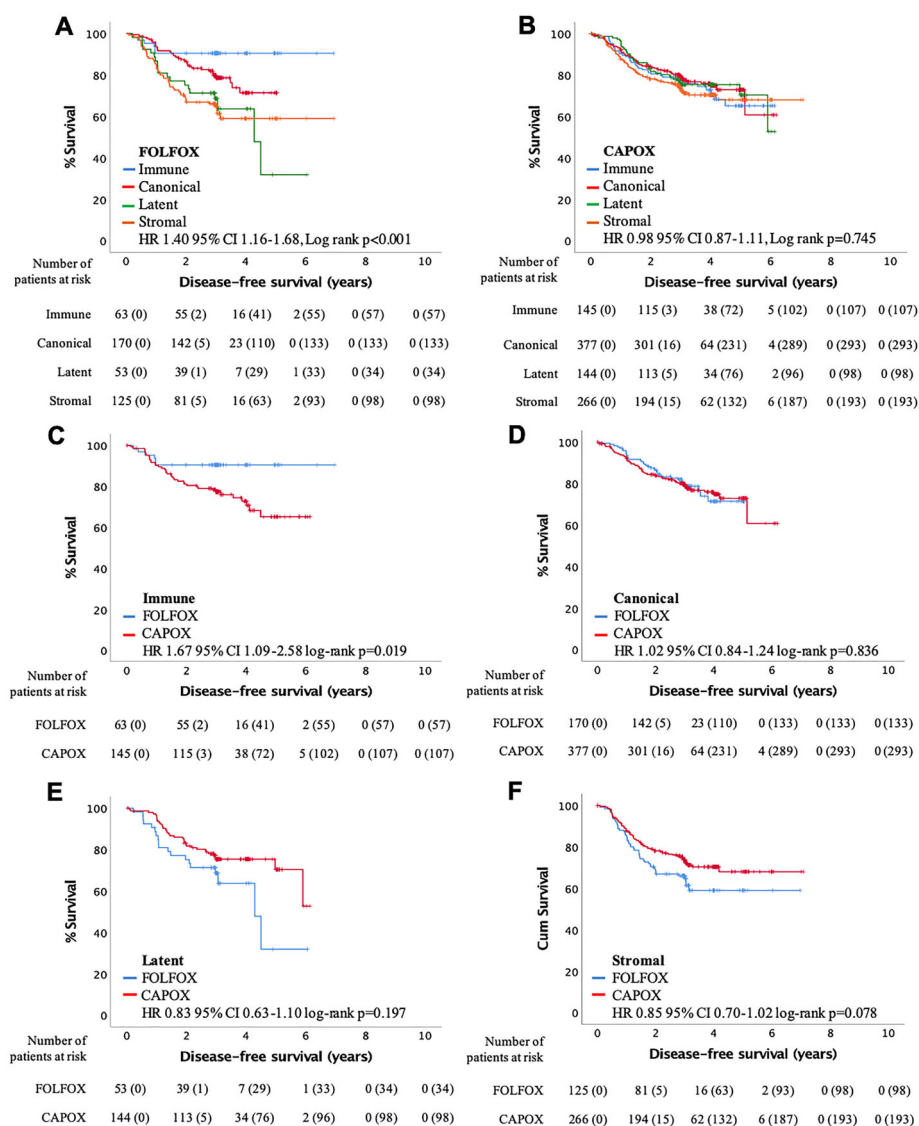 A
100
80
60
40
20
0
% Survival
FOLFOX
Immune
Canonical
Latent
Stromal
HR 1.40 95% CI 1.16-1.68, Log rank p<0.001
0 2 4 6 8 10
Number of
patients at risk
Disease-free survival (years)
Immune 63 (0) 55 (2) 16 (41) 2 (55) 0 (57) 0 (57)
Canonical 170 (0) 142 (5) 23 (110) 0 (133) 0 (133) 0 (133)
Latent 53 (0) 39 (1) 7 (29) 1 (33) 0 (34) 0 (34)
Stromal 125 (0) 81 (5) 16 (63) 2 (93) 0 (98) 0 (98)
B
100
80
60
40
20
0
% Survival
CAPOX
Immune
Canonical
Latent
Stromal
HR 0.98 95% CI 0.87-1.11, Log rank p=0.745
0 2 4 6 8 10
Number of
patients at risk
Disease-free survival (years)
Immune 145 (0) 115 (3) 38 (72) 5 (102) 0 (107) 0 (107)
Canonical 377 (0) 301 (16) 64 (231) 4 (289) 0 (293) 0 (293)
Latent 144 (0) 113 (5) 34 (76) 2 (96) 0 (98) 0 (98)
Stromal 266 (0) 194 (15) 62 (132) 6 (187) 0 (193) 0 (193)
C
100
80
60
40
20
0
% Survival
Immune
FOLFOX
CAPOX
HR 1.67 95% CI 1.09-2.58 log-rank p=0.019
0 2 4 6 8 10
Number of
patients at risk
Disease-free survival (years)
FOLFOX 63 (0) 55 (2) 16 (41) 2 (55) 0 (57) 0 (57)
CAPOX 145 (0) 115 (3) 38 (72) 5 (102) 0 (107) 0 (107)
D
100
80
60
40
20
0
% Survival
Canonical
FOLFOX
CAPOX
HR 1.02 95% CI 0.84-1.24 log-rank p=0.836
0 2 4 6 8 10
Number of
patients at risk
Disease-free survival (years)
FOLFOX 170 (0) 142 (5) 23 (110) 0 (133) 0 (133) 0 (133)
CAPOX 377 (0) 301 (16) 64 (231) 4 (289) 0 (293) 0 (293)
E
100
80
60
40
20
0
% Survival
Latent
FOLFOX
CAPOX
HR 0.83 95% CI 0.63-1.10 log-rank p=0.197
0 2 4 6 8 10
Number of
patients at risk
Disease-free survival (years)
FOLFOX 53 (0) 39 (1) 7 (29) 1 (33) 0 (34) 0 (34)
CAPOX 144 (0) 113 (5) 34 (76) 2 (96) 0 (98) 0 (98)
F
100
80
60
40
20
0
Cum Survival
Stromal
FOLFOX
CAPOX
HR 0.85 95% CI 0.70-1.02 log-rank p=0.078
0 2 4 6 8 10
Number of
patients at risk
Disease-free survival (years)
FOLFOX 125 (0) 81 (5) 16 (63) 2 (93) 0 (98) 0 (98)
CAPOX 266 (0) 194 (15) 62 (132) 6 (187) 0 (193) 0 (193)